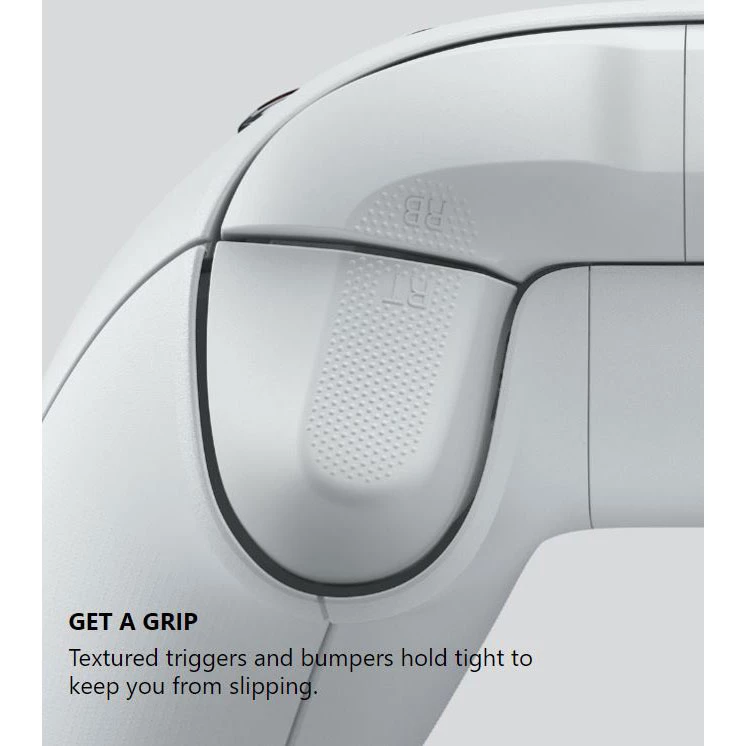 RB
RT
GET A GRIP
Textured triggers and bumpers hold tight to
keep you from slipping.